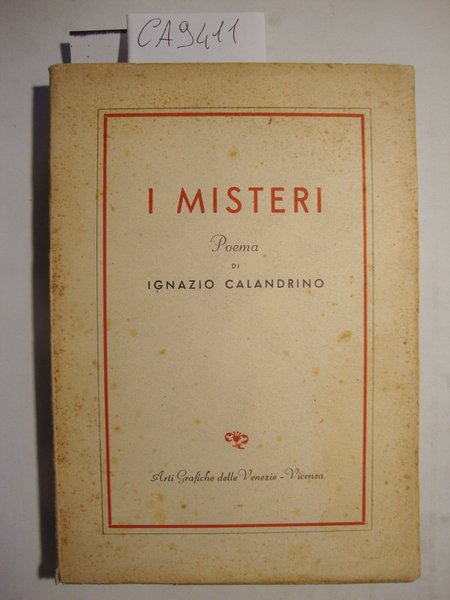 CA9411
I MISTERI
Poema
DI
IGNAZIO CALANDRINO
Arti Grafiche delle Venezie - Vicenza